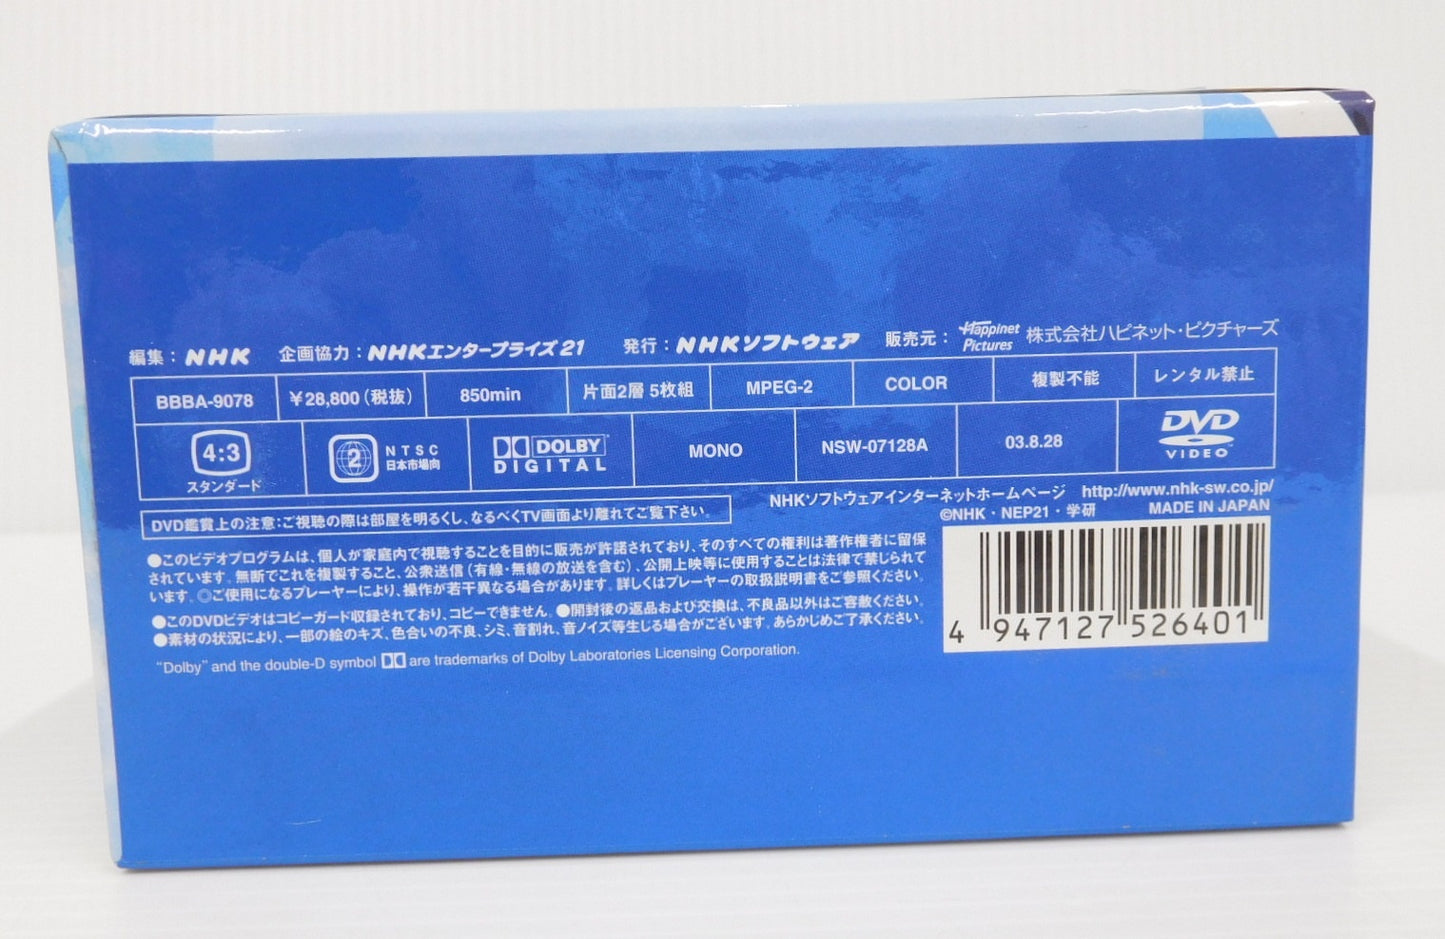 編集：NHK 企画協力：NHKエンタープライズ21 発行：NHKソフトウェア 販売元：Happinet Pictures 株式会社ハピネット・ピクチャーズ
BBBA-9078 ¥28,800（税抜） 850min 片面2層 5枚組 MPEG-2 COLOR 複製不能 レンタル禁止
4:3 スタンダード 2 NTSC 日本市場向 DOLBY DIGITAL MONO NSW-07128A 03.8.28 DVD VIDEO
NHKソフトウェアインターネットホームページ http://www.nhk-sw.co.jp/
DVD鑑賞上の注意：ご視聴の際は部屋を明るくし、なるべくTV画面より離れてご覧下さい。
©NHK・NEP21・学研 MADE IN JAPAN
●このビデオプログラムは、個人が家庭内で視聴することを目的に販売が許諾されており、そのすべての権利は著作権者に留保
されています。無断でこれを複製すること、公衆送信（有線・無線の放送を含む）、公開上映等に使用することは法律で禁じられて
います。◎ご使用になるプレーヤーにより、操作が若干異なる場合があります。詳しくはプレーヤーの取扱説明書をご参照ください。
●このDVDビデオはコピーガード収録されており、コピーできません。●開封後の返品および交換は、不良品以外はご容赦ください。
●素材の状況により、一部の絵のキズ、色合いの不良、シミ、音割れ、音ノイズ等生じる場合がございます。あらかじめご了承ください。
"Dolby" and the double-D symbol are trademarks of Dolby Laboratories Licensing Corporation.
4 947127 526401